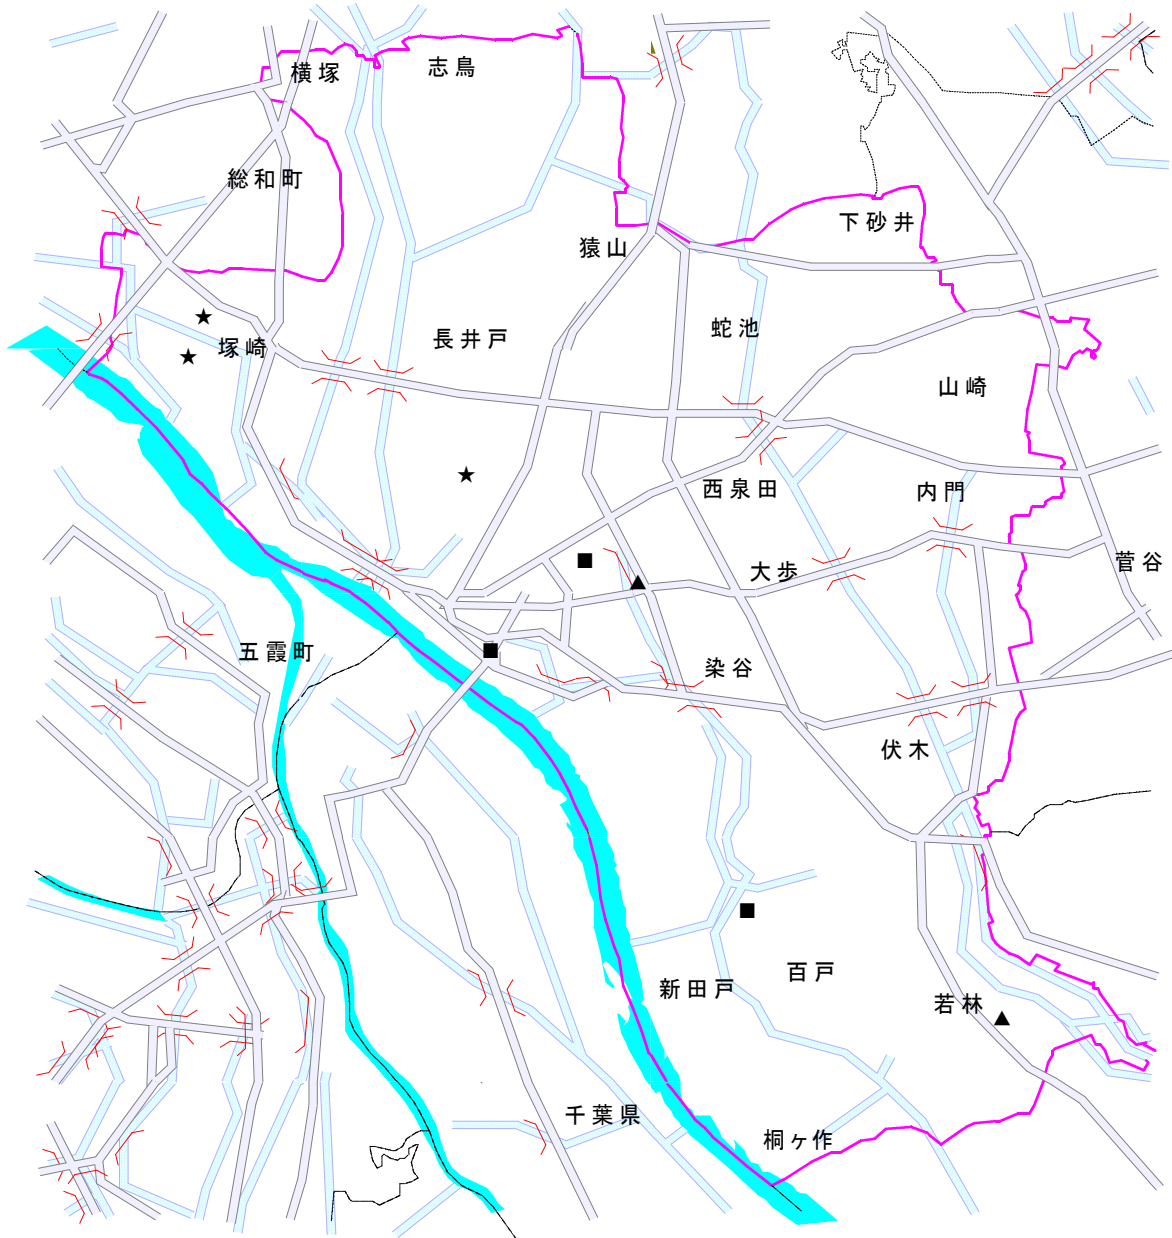 志鳥
横塚
総和町
下砂井
猿山
蛇池
長井戸
塚崎
山崎
西泉田
内門
菅谷
大歩
五霞町
染谷
伏木
百戸
新田戸
若林
千葉県
桐ヶ作